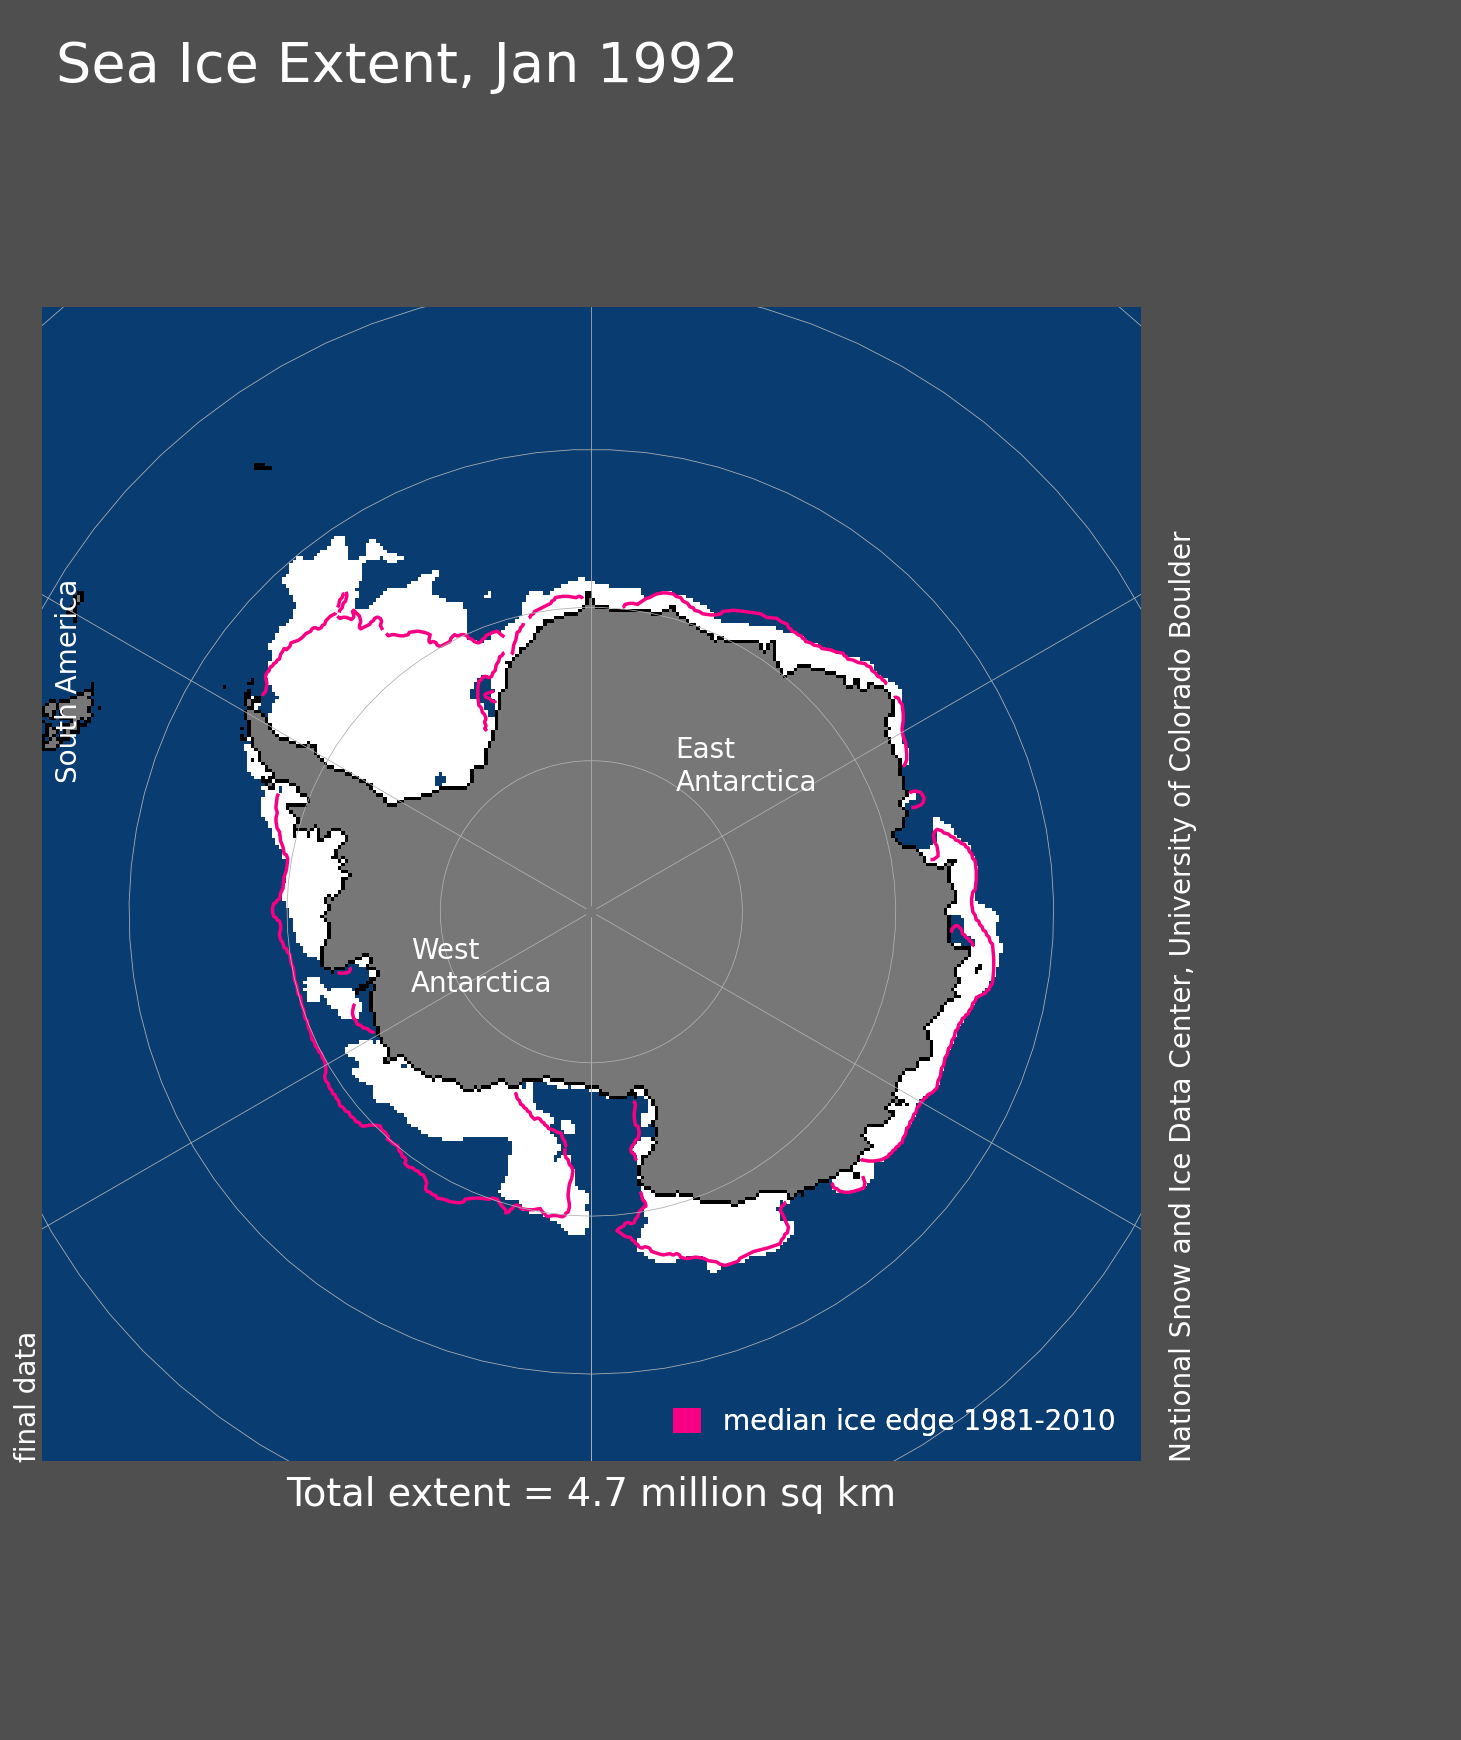 Sea Ice Extent, Jan 1992
South America
East
Antarctica
West
Antarctica
National Snow and Ice Data Center, University of Colorado Boulder
final data
median ice edge 1981-2010
Total extent = 4.7 million sq km